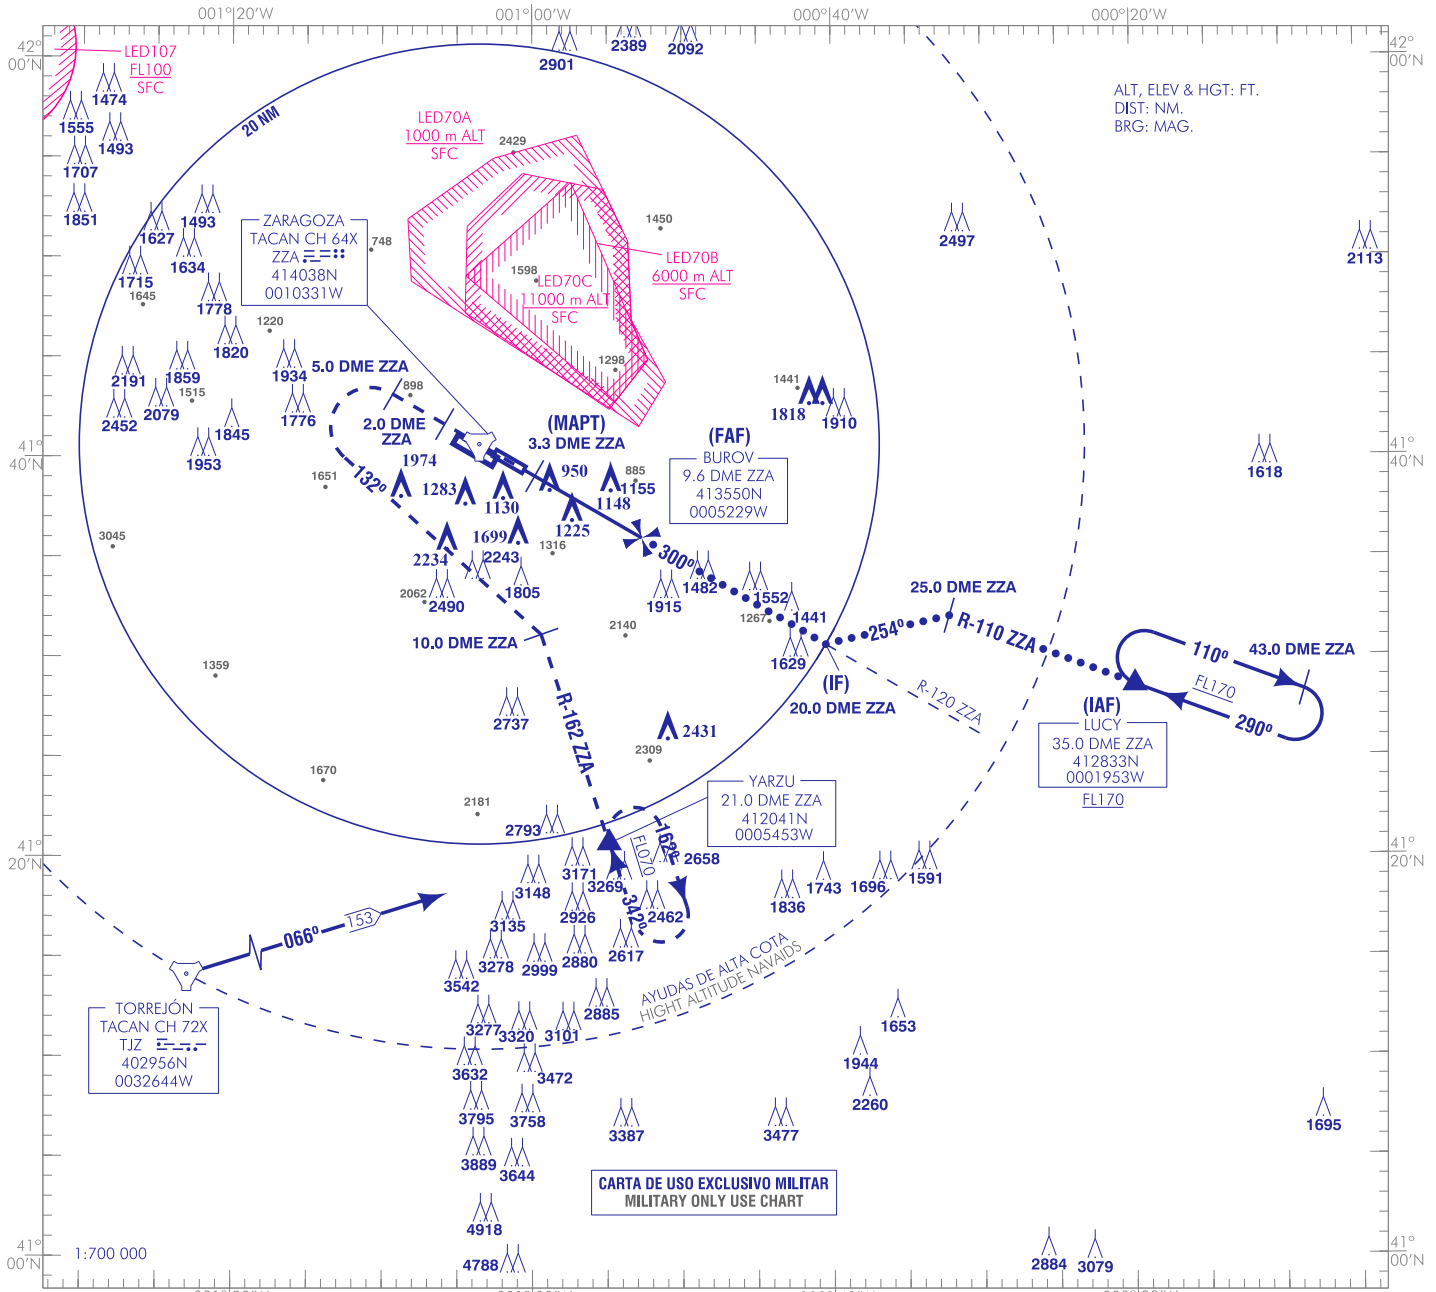 001°20'W
001°00'W
000°40'W
000°20'W
41°
00'N
42°
00'N
LED107
FL100
SFC
1474
1555
1493
1707
1851
2901
2389
2092
ALT, ELEV & HGT: FT.
DIST: NM.
BRG: MAG.
20 NM
LED70A
1000 m ALT
SFC
2429
1493
1627
1634
1715
1645
1778
1220
1820
ZARAGOZA
TACAN CH 64X
ZZA
414038N
0010331W
748
1450
LED70B
6000 m ALT
SFC
1598
LED70C
11000 m ALT
SFC
1298
2497
2113
2191
1859
1934
1515
2452
2079
1845
1776
1953
5.0 DME ZZA
898
2.0 DME
ZZA
(MAPT)
3.3 DME ZZA
(FAF)
BUROV
9.6 DME ZZA
413550N
0005229W
1441
1818
1910
1618
41°
40'N
41°
40'N
132º
1974
1283
1130
950
1148
885
1155
1225
1651
3045
2234
1699
2243
1316
1805
2062
2490
300º
1482
1915
1552
1441
1267
1629
2140
10.0 DME ZZA
25.0 DME ZZA
254º
R-110 ZZA
110º
43.0 DME ZZA
FL170
290º
(IF)
20.0 DME ZZA
R-120 ZZA
(IAF)
LUCY
35.0 DME ZZA
412833N
0001953W
FL170
1359
2737
R-162 ZZA
2431
2309
1670
2181
YARZU
21.0 DME ZZA
412041N
0005453W
2793
162º
FL070
342º
2658
3171
3269
3148
2926
2462
3135
2617
3278
2999
2880
3542
2885
1743
1696
1591
1836
41°
20'N
41°
20'N
066º
153
TORREJÓN
TACAN CH 72X
TJZ
402956N
0032644W
AYUDAS DE ALTA COTA
HIGHT ALTITUDE NAVAIDS
3277
3320
3101
3632
3472
3795
3758
3387
3477
3889
3644
4918
4788
1653
1944
2260
1695
2884
3079
CARTA DE USO EXCLUSIVO MILITAR
MILITARY ONLY USE CHART
1:700 000
41°
00'N
41°
00'N